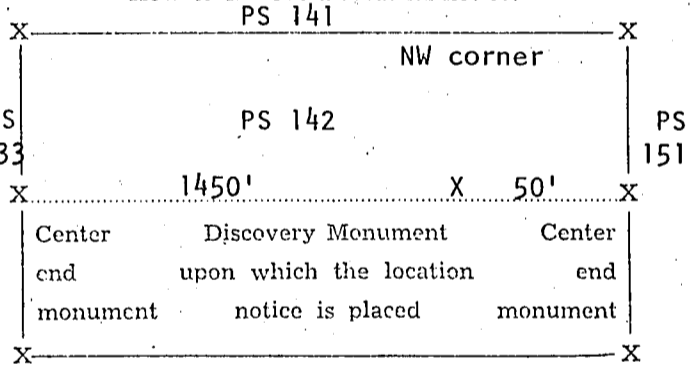 PS 141
X X
NW corner
PS 142
PS
151
1450' X 50'
X X
Center Discovery Monument Center
end upon which the location end
monument notice is placed monument
X X